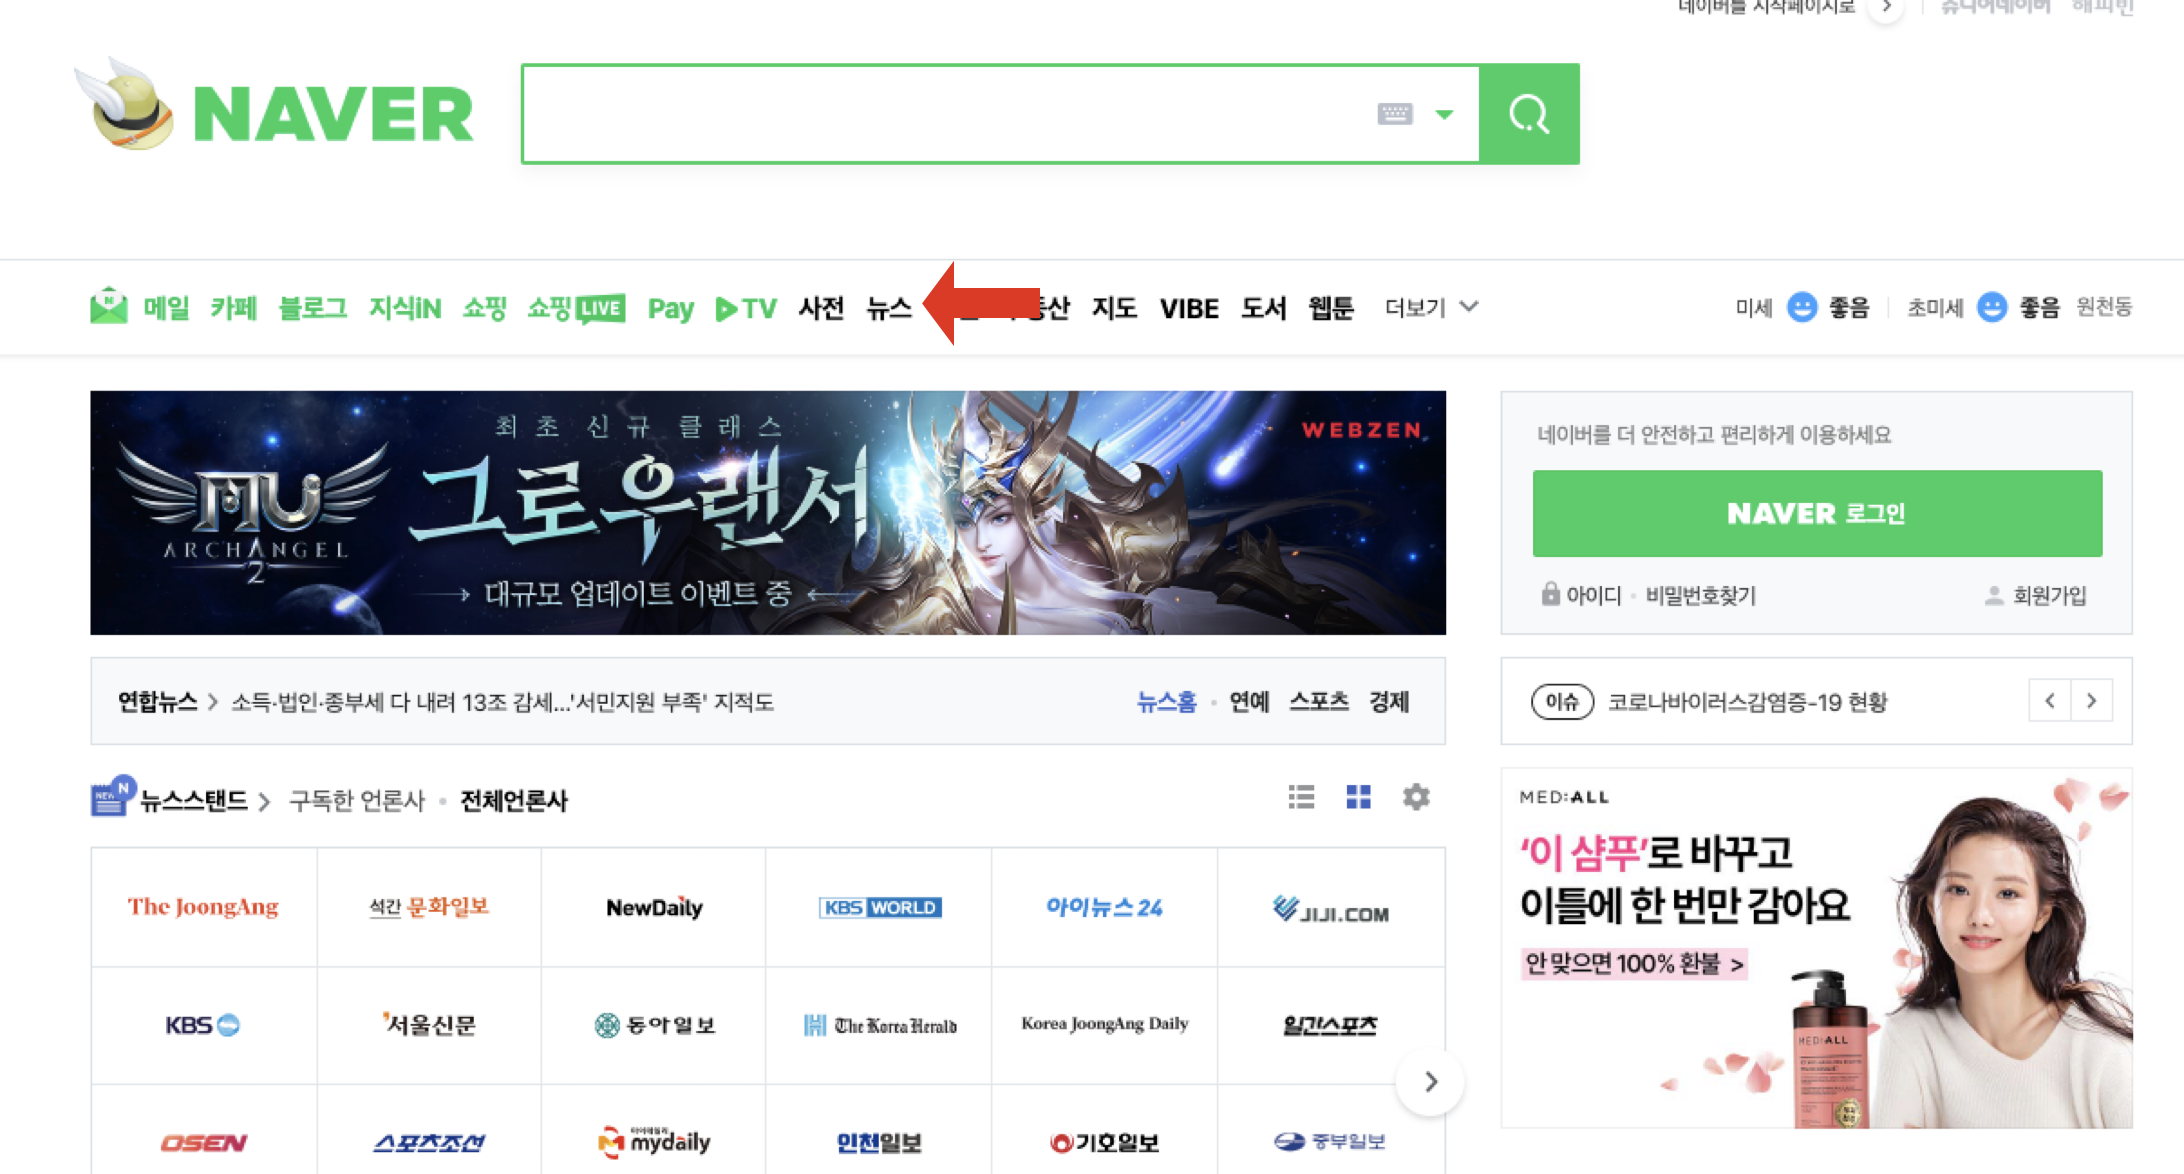 네이버를 시작페이지로 쥬니어네이버 해피빈
NAVER
메일 카페 블로그 지식iN 쇼핑 쇼핑LIVE Pay TV 사전 뉴스 지도 VIBE 도서 웹툰 더보기 미세 좋음 초미세 좋음 원천동
최초 신규 클래스
WEBZEN
MU
그로우랜서
ARCHANGEL
2
대규모 업데이트 이벤트 중
네이버를 더 안전하고 편리하게 이용하세요
NAVER 로그인
아이디 · 비밀번호찾기 회원가입
연합뉴스 > 소득·법인·종부세 다 내려 13조 감세...'서민지원 부족' 지적도 뉴스홈 · 연예 스포츠 경제
이슈 코로나바이러스감염증-19 현황
NEW N 뉴스스탠드 > 구독한 언론사 · 전체언론사
The JoongAng 석간 문화일보 NewDaily KBS WORLD 아이뉴스24 JIJI.COM
KBS 서울신문 동아일보 The Korea Herald Korea JoongAng Daily 일간스포츠
OSEN 스포츠조선 마이데일리 mydaily 인천일보 기호일보 중부일보
MED:ALL
'이 샴푸'로 바꾸고
이틀에 한 번만 감아요
안 맞으면 100% 환불 >
MED:ALL